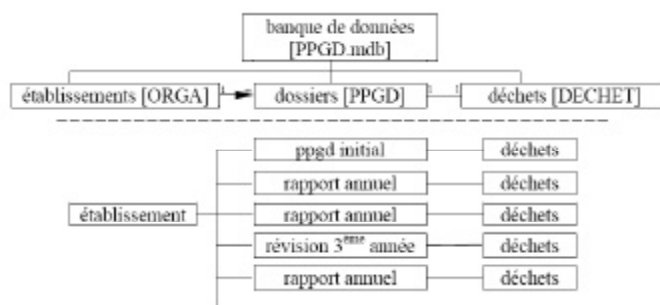 banque de données
[PPGD.mdb]
établissements [ORGA] dossiers [PPGD] déchets [DECHET]
ppgd initial déchets
rapport annuel déchets
établissement rapport annuel déchets
révision 3ème année déchets
rapport annuel déchets